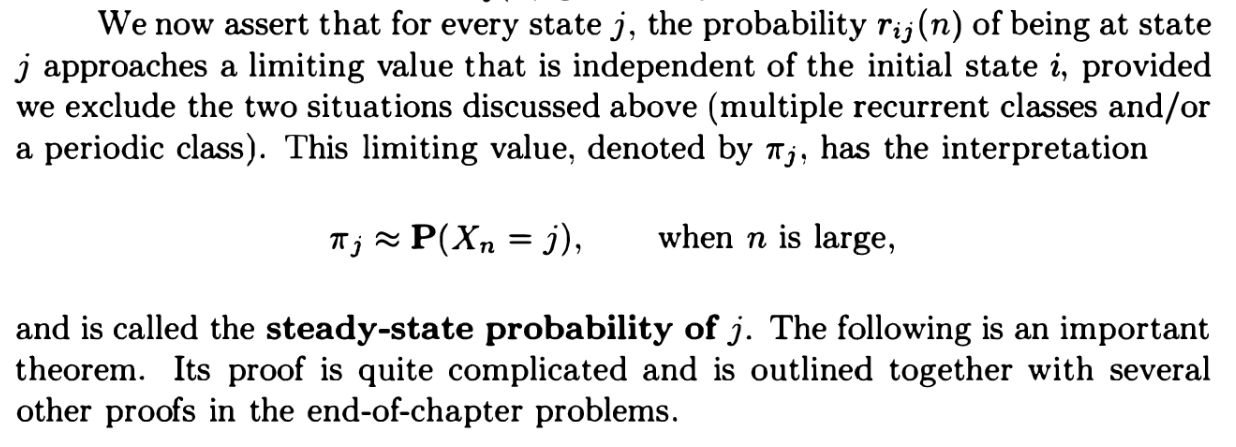 We now assert that for every state j, the probability r_{ij}(n) of being at state
j approaches a limiting value that is independent of the initial state i, provided
we exclude the two situations discussed above (multiple recurrent classes and/or
a periodic class). This limiting value, denoted by π_j, has the interpretation
π_j ≈ P(X_n = j), when n is large,
and is called the steady-state probability of j. The following is an important
theorem. Its proof is quite complicated and is outlined together with several
other proofs in the end-of-chapter problems.